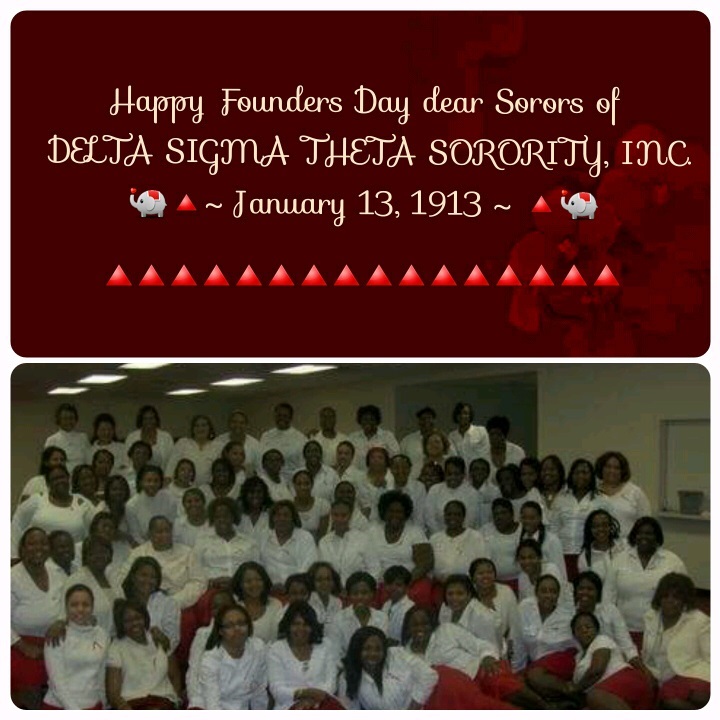 Happy Founders Day dear Sorors of
DELTA SIGMA THETA SORORITY, INC.
~ January 13, 1913 ~